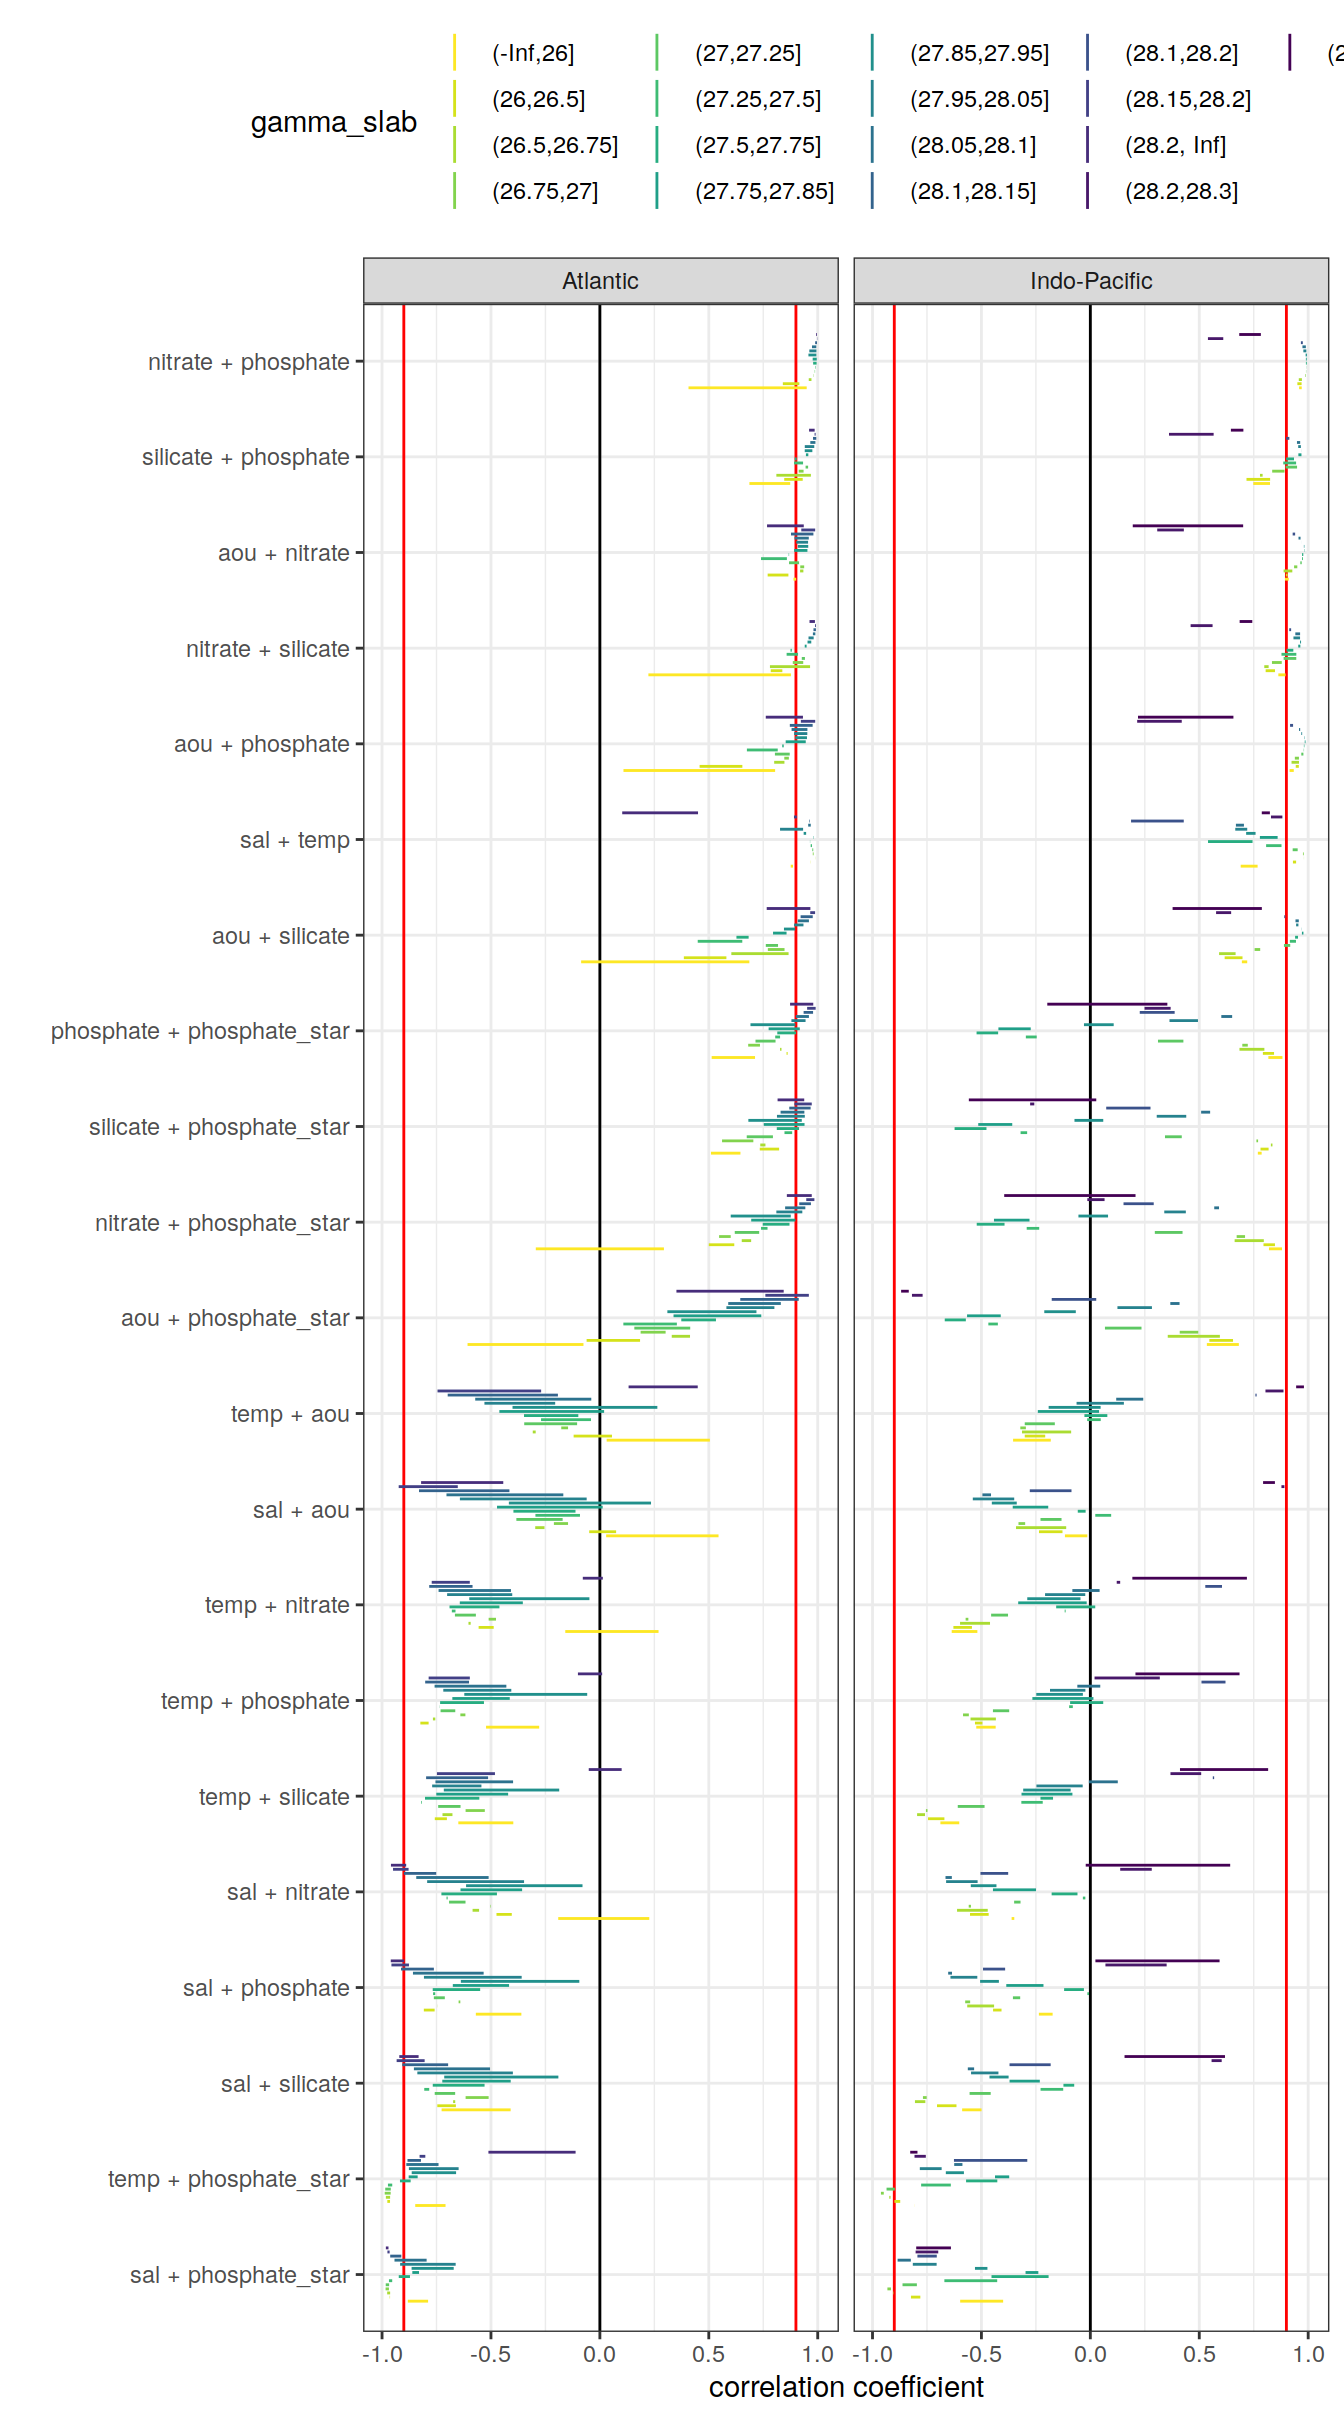 gamma_slab
(-Inf,26]
(26,26.5]
(26.5,26.75]
(26.75,27]
(27,27.25]
(27.25,27.5]
(27.5,27.75]
(27.75,27.85]
(27.85,27.95]
(27.95,28.05]
(28.05,28.1]
(28.1,28.15]
(28.1,28.2]
(28.15,28.2]
(28.2, Inf]
(28.2,28.3]
Atlantic
Indo-Pacific
nitrate + phosphate
silicate + phosphate
aou + nitrate
nitrate + silicate
aou + phosphate
sal + temp
aou + silicate
phosphate + phosphate_star
silicate + phosphate_star
nitrate + phosphate_star
aou + phosphate_star
temp + aou
sal + aou
temp + nitrate
temp + phosphate
temp + silicate
sal + nitrate
sal + phosphate
sal + silicate
temp + phosphate_star
sal + phosphate_star
-1.0 -0.5 0.0 0.5 1.0 -1.0 -0.5 0.0 0.5 1.0
correlation coefficient